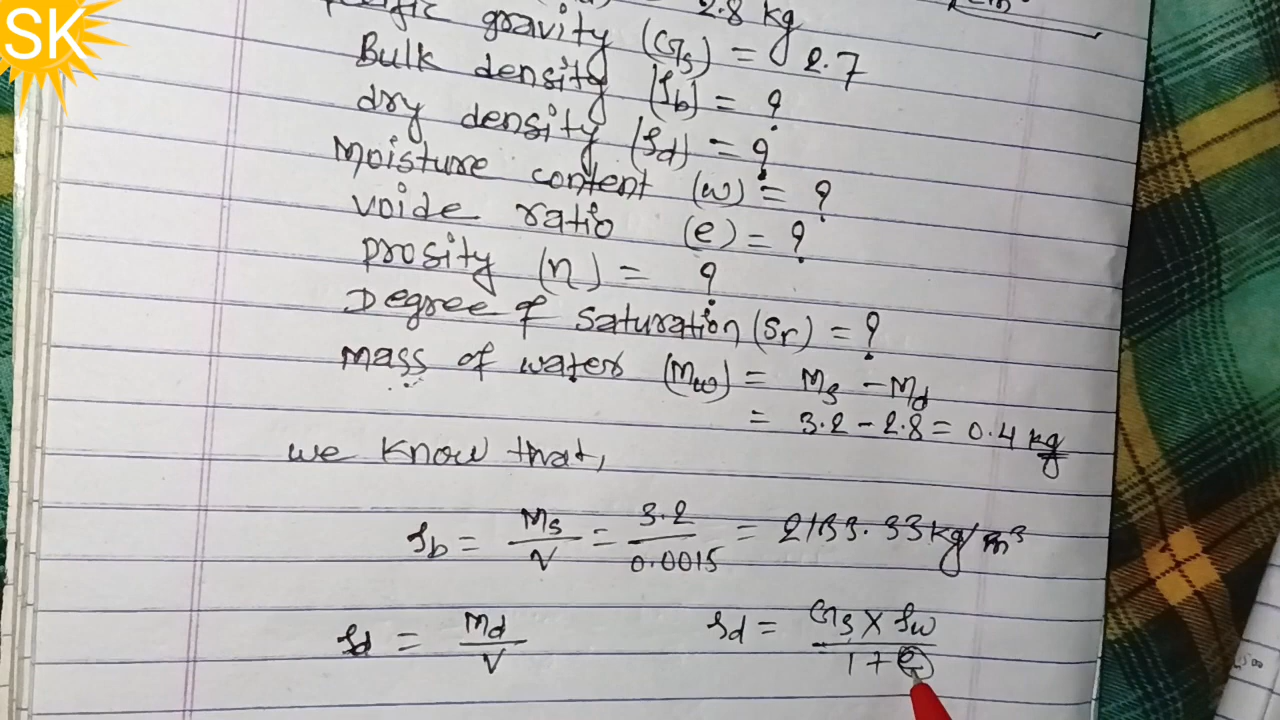 SK
gravity (Gs) = 2.7
2.8 kg
Bulk density (ρb) = ?
dry density (ρd) = ?
Moisture content (w) = ?
voide ratio (e) = ?
prosity (n) = ?
Degree of saturation (Sr) = ?
mass of water (Mw) = Ms - Md
= 3.2 - 2.8 = 0.4 kg
we know that,
ρb = Ms/V = 3.2/0.0015 = 2133.33 kg/m³
ρd = Md/V ρd = Gs × ρw/1+e